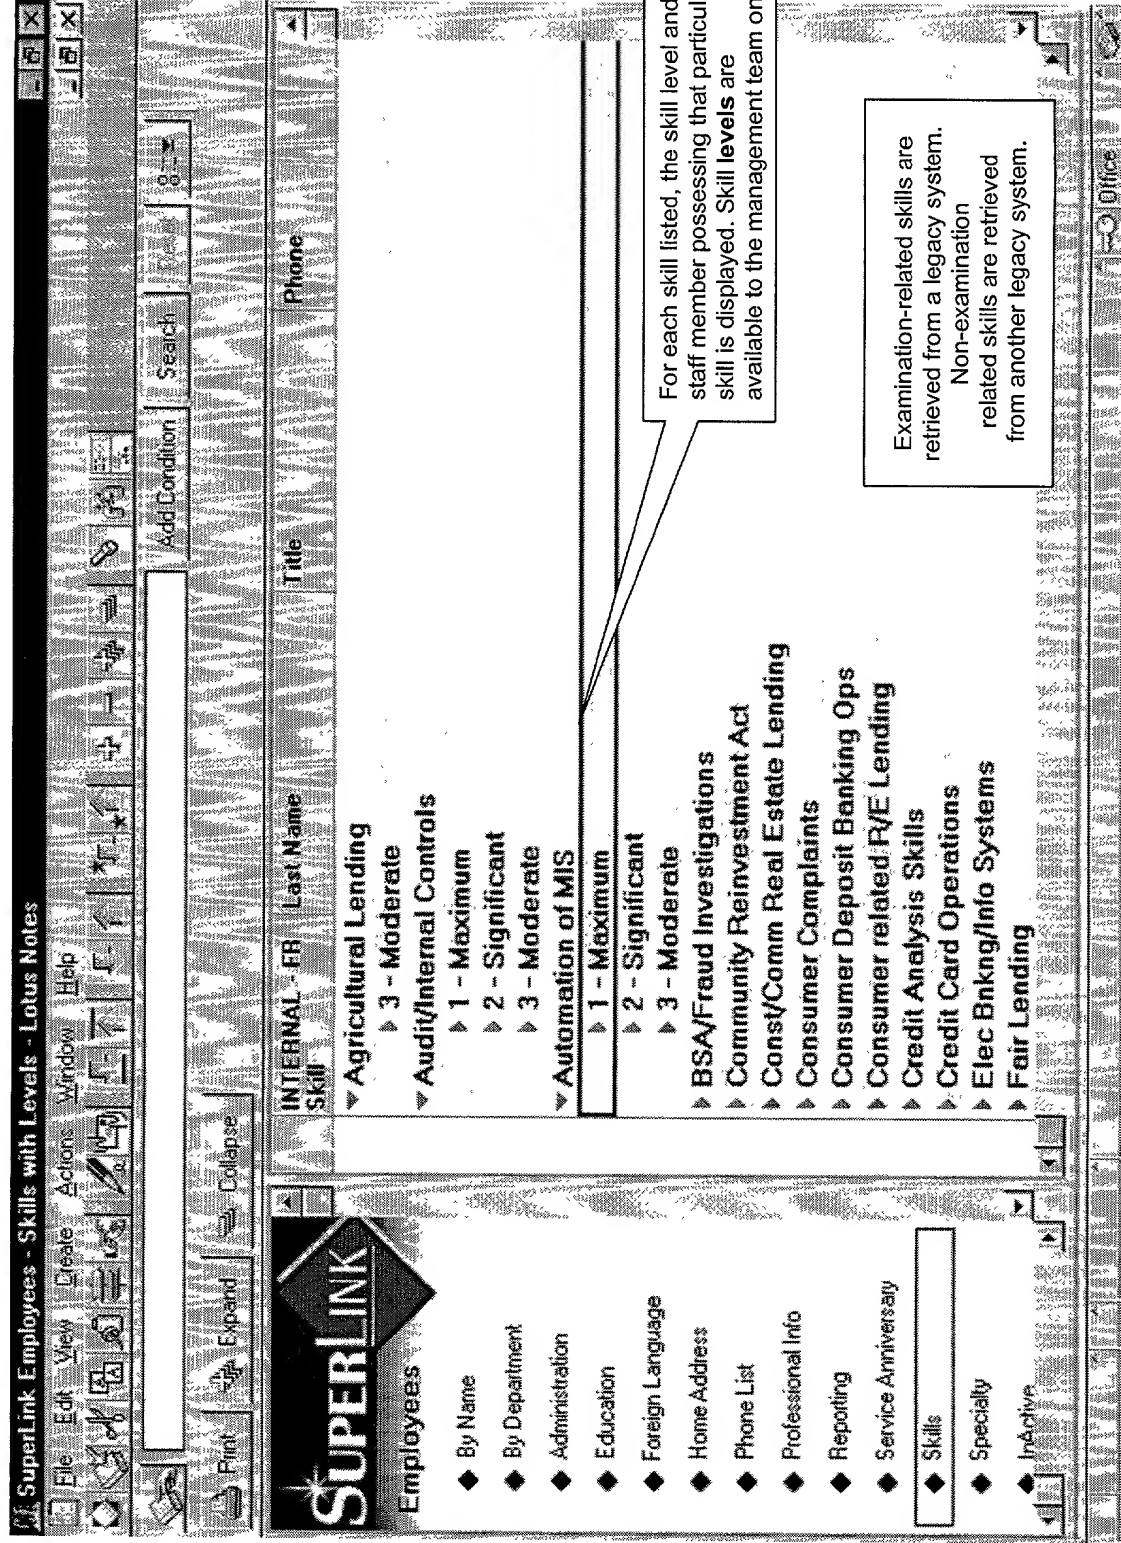 SuperLink Employees - Skills with Levels - Lotus Notes
File Edit View Create Actions Window Help
Add Condition Search
Print Expand Collapse
SUPERLINK
Employees
By Name
By Department
Administration
Education
Foreign Language
Home Address
Phone List
Professional Info
Reporting
Service Anniversary
Skills
Specialty
InActive
INTERNAL - FR Last Name Title Phone
Skill
Agricultural Lending
3 - Moderate
Audit/Internal Controls
1 - Maximum
2 - Significant
3 - Moderate
Automation of MIS
1 - Maximum
2 - Significant
3 - Moderate
BSA/Fraud Investigations
Community Reinvestment Act
Const/Comm Real Estate Lending
Consumer Complaints
Consumer Deposit Banking Ops
Consumer related R/E Lending
Credit Analysis Skills
Credit Card Operations
Elec Bnkng/Info Systems
Fair Lending
For each skill listed, the skill level and
staff member possessing that particul
skill is displayed. Skill levels are
available to the management team on
Examination-related skills are
retrieved from a legacy system.
Non-examination
related skills are retrieved
from another legacy system.
Office